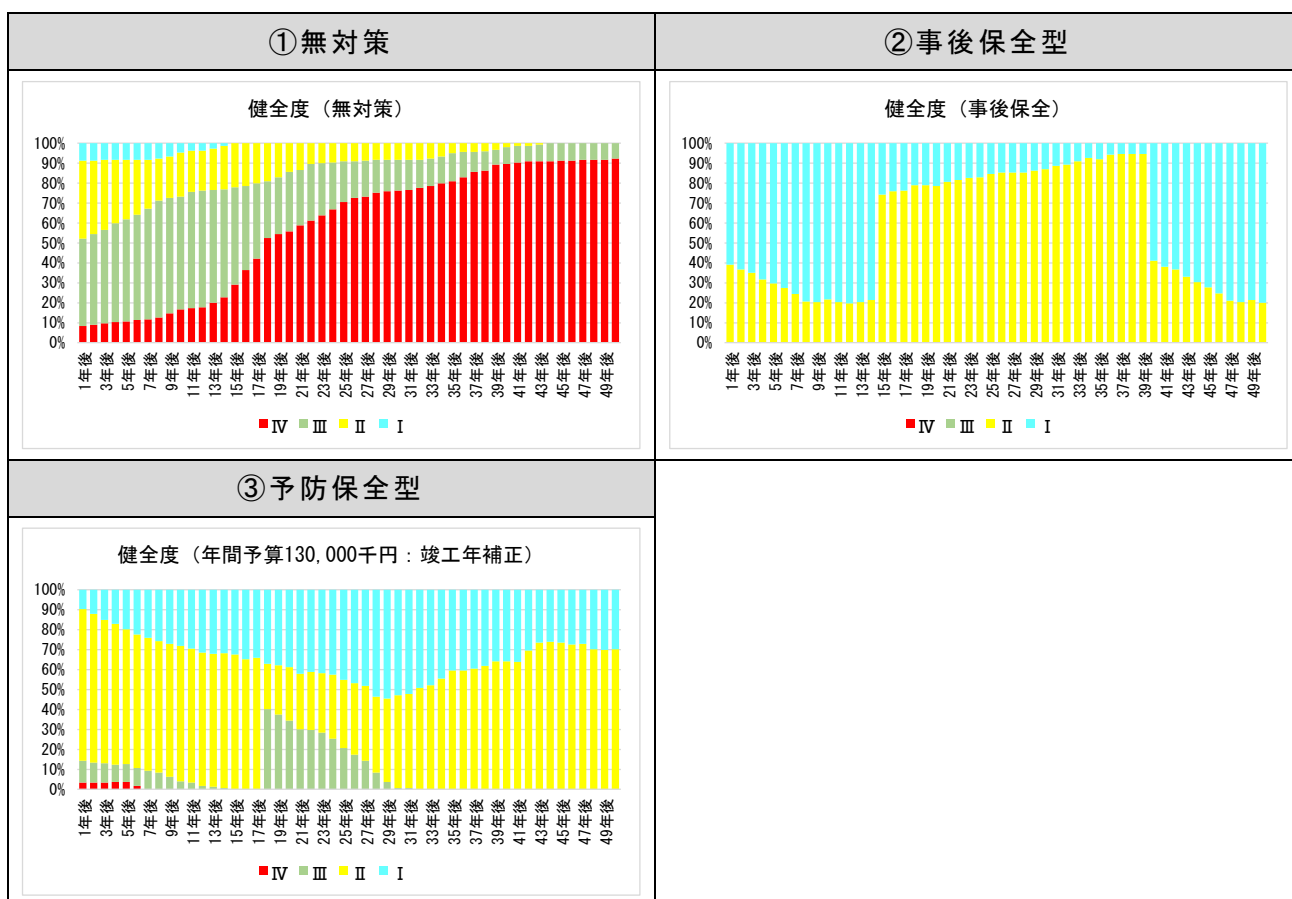 ①無対策
②事後保全型
健全度（無対策）
100%
90%
80%
70%
60%
50%
40%
30%
20%
10%
0%
1年後
3年後
5年後
7年後
9年後
11年後
13年後
15年後
17年後
19年後
21年後
23年後
25年後
27年後
29年後
31年後
33年後
35年後
37年後
39年後
41年後
43年後
45年後
47年後
49年後
Ⅳ Ⅲ Ⅱ Ⅰ
健全度（事後保全）
100%
90%
80%
70%
60%
50%
40%
30%
20%
10%
0%
1年後
3年後
5年後
7年後
9年後
11年後
13年後
15年後
17年後
19年後
21年後
23年後
25年後
27年後
29年後
31年後
33年後
35年後
37年後
39年後
41年後
43年後
45年後
47年後
49年後
Ⅳ Ⅲ Ⅱ Ⅰ
③予防保全型
健全度（年間予算130,000千円：竣工年補正）
100%
90%
80%
70%
60%
50%
40%
30%
20%
10%
0%
1年後
3年後
5年後
7年後
9年後
11年後
13年後
15年後
17年後
19年後
21年後
23年後
25年後
27年後
29年後
31年後
33年後
35年後
37年後
39年後
41年後
43年後
45年後
47年後
49年後
Ⅳ Ⅲ Ⅱ Ⅰ